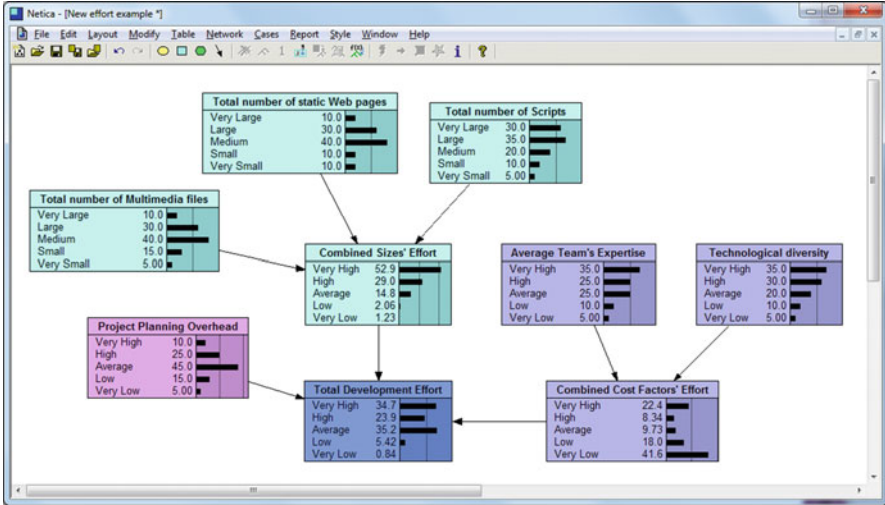 Netica - [New effort example *]
File Edit Layout Modify Table Network Cases Report Style Window Help
Total number of static Web pages
Very Large 10.0
Large 30.0
Medium 40.0
Small 10.0
Very Small 10.0
Total number of Scripts
Very Large 30.0
Large 35.0
Medium 20.0
Small 10.0
Very Small 5.00
Total number of Multimedia files
Very Large 10.0
Large 30.0
Medium 40.0
Small 15.0
Very Small 5.00
Combined Sizes' Effort
Very High 52.9
High 29.0
Average 14.8
Low 2.06
Very Low 1.23
Average Team's Expertise
Very High 35.0
High 25.0
Average 25.0
Low 10.0
Very Low 5.00
Technological diversity
Very High 35.0
High 30.0
Average 20.0
Low 10.0
Very Low 5.00
Project Planning Overhead
Very High 10.0
High 25.0
Average 45.0
Low 15.0
Very Low 5.00
Total Development Effort
Very High 34.7
High 23.9
Average 35.2
Low 5.42
Very Low 0.84
Combined Cost Factors' Effort
Very High 22.4
High 8.34
Average 9.73
Low 18.0
Very Low 41.6